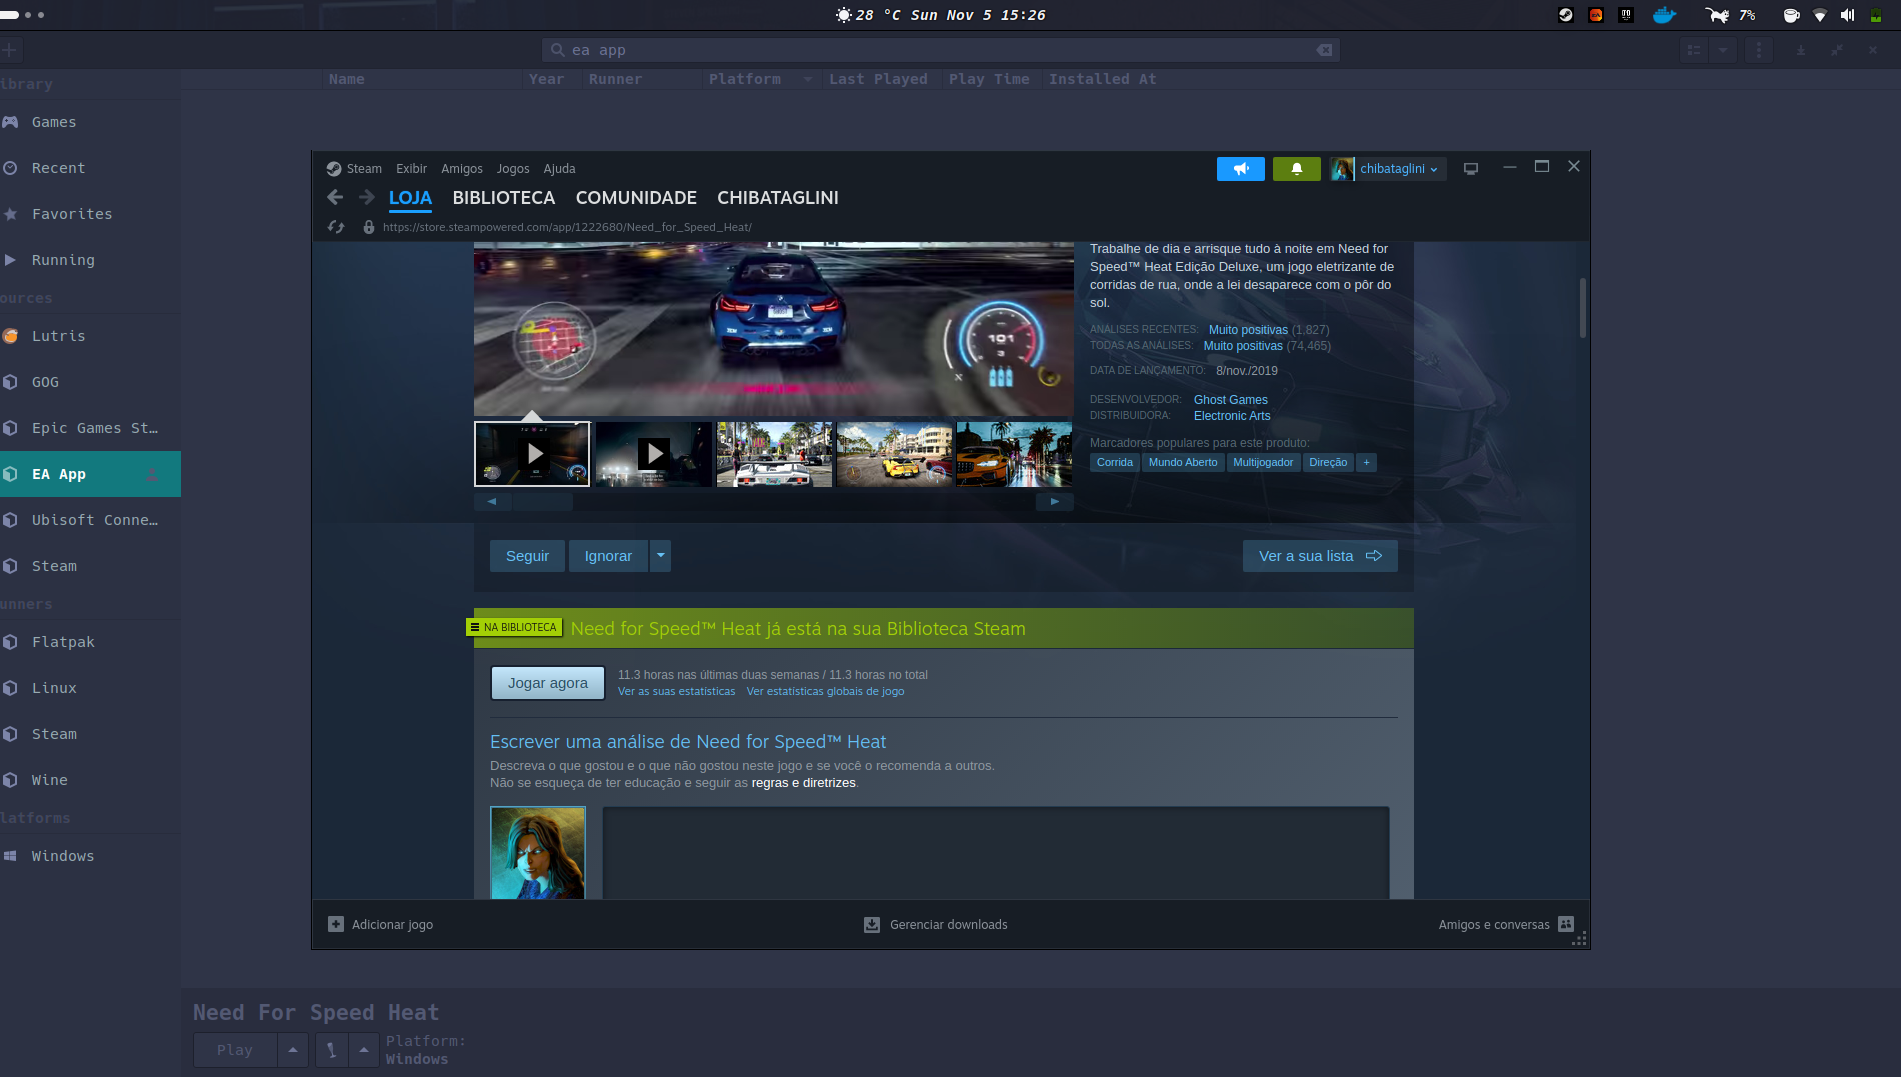 28 °C Sun Nov 5 15:26
7%
ea app
ibrary
Games
Recent
Favorites
Running
ources
Lutris
GOG
Epic Games St…
EA App
Ubisoft Conne…
Steam
unners
Flatpak
Linux
Steam
Wine
latforms
Windows
Name Year Runner Platform Last Played Play Time Installed At
Steam Exibir Amigos Jogos Ajuda
chibataglini
LOJA BIBLIOTECA COMUNIDADE CHIBATAGLINI
https://store.steampowered.com/app/1222680/Need_for_Speed_Heat/
101
3
Trabalhe de dia e arrisque tudo à noite em Need for
Speed™ Heat Edição Deluxe, um jogo eletrizante de
corridas de rua, onde a lei desaparece com o pôr do
sol.
ANÁLISES RECENTES: Muito positivas (1,827)
TODAS AS ANÁLISES: Muito positivas (74,465)
DATA DE LANÇAMENTO: 8/nov./2019
DESENVOLVEDOR: Ghost Games
DISTRIBUIDORA: Electronic Arts
Marcadores populares para este produto:
Corrida Mundo Aberto Multijogador Direção +
Seguir Ignorar Ver a sua lista
NA BIBLIOTECA Need for Speed™ Heat já está na sua Biblioteca Steam
Jogar agora
11.3 horas nas últimas duas semanas / 11.3 horas no total
Ver as suas estatísticas Ver estatísticas globais de jogo
Escrever uma análise de Need for Speed™ Heat
Descreva o que gostou e o que não gostou neste jogo e se você o recomenda a outros.
Não se esqueça de ter educação e seguir as regras e diretrizes.
Adicionar jogo Gerenciar downloads Amigos e conversas
Need For Speed Heat
Play
Platform:
Windows